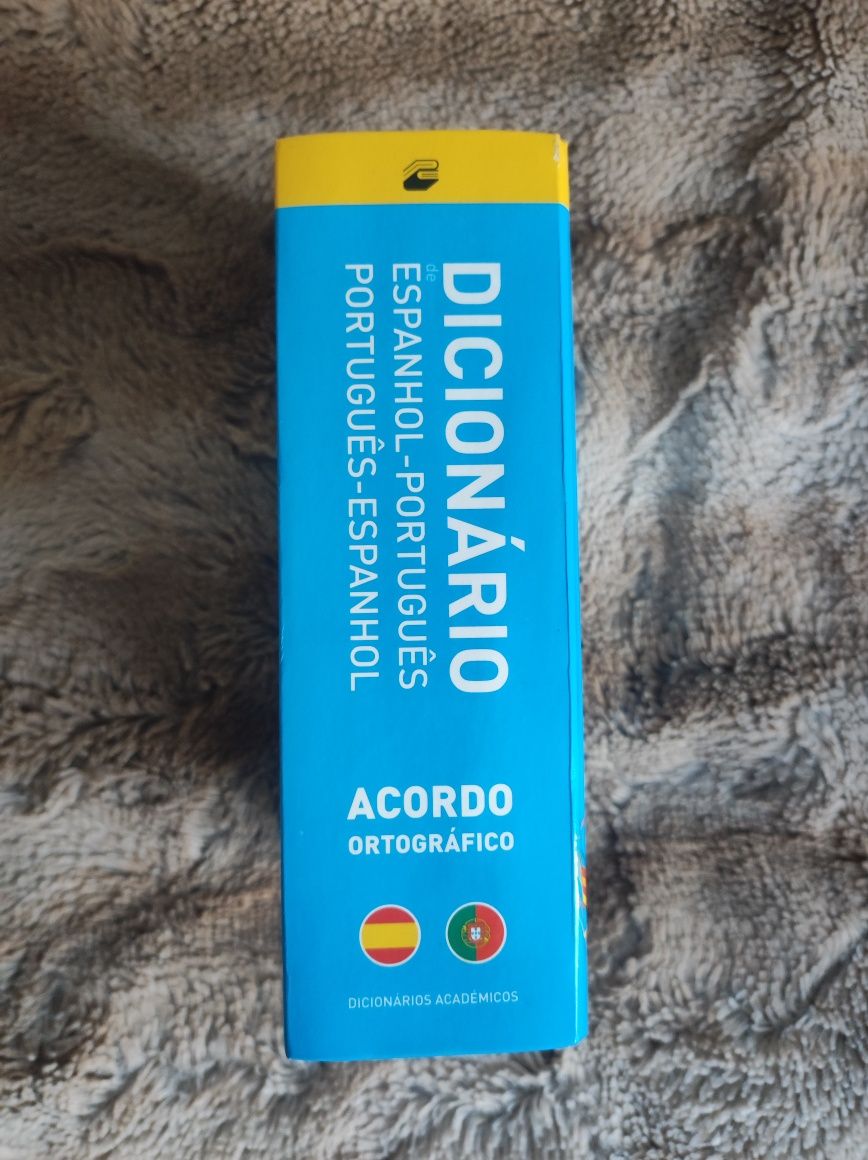 DICIONÁRIO
de
ESPANHOL-PORTUGUÊS
PORTUGUÊS-ESPANHOL
ACORDO
ORTOGRÁFICO
DICIONÁRIOS ACADÉMICOS